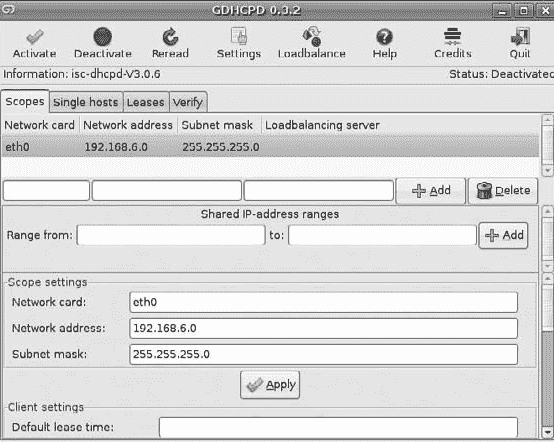 GDHCPD 0.3.2
Activate Deactivate Reread Settings Loadbalance Help Credits Quit
Information: isc-dhcpd-V3.0.6 Status: Deactivated
Scopes Single hosts Leases Verify
Network card Network address Subnet mask Loadbalancing server
eth0 192.168.6.0 255.255.255.0
Add Delete
Shared IP-address ranges
Range from: to: Add
Scope settings
Network card: eth0
Network address: 192.168.6.0
Subnet mask: 255.255.255.0
Apply
Client settings
Default lease time: